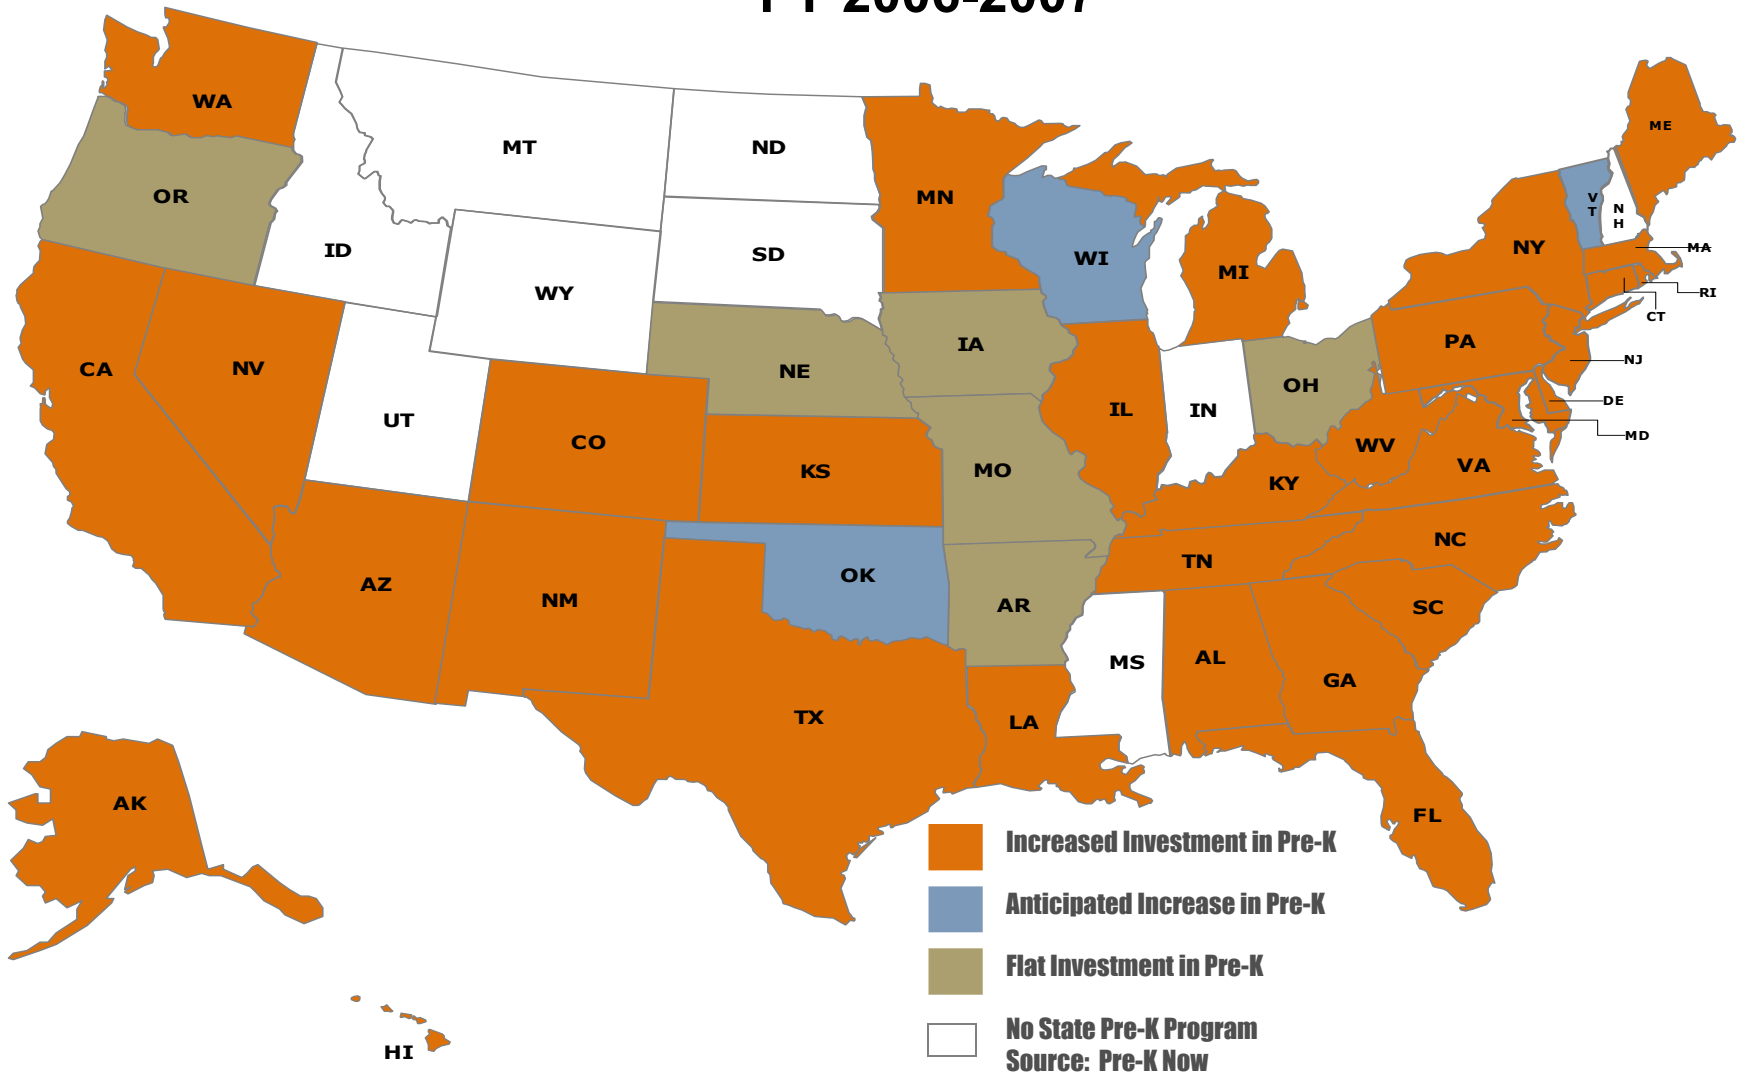 FY 2006-2007
WA
ME
MT
ND
OR
MN
VT
NH
ID
SD
WI
NY
MA
WY
MI
RI
CT
IA
PA
CA
NV
NE
NJ
UT
IL
IN
OH
DE
CO
KS
MO
KY
WV
VA
MD
AZ
NM
OK
AR
TN
NC
SC
MS
AL
GA
TX
LA
AK
FL
HI
Increased Investment in Pre-K
Anticipated Increase in Pre-K
Flat Investment in Pre-K
No State Pre-K Program
Source: Pre-K Now